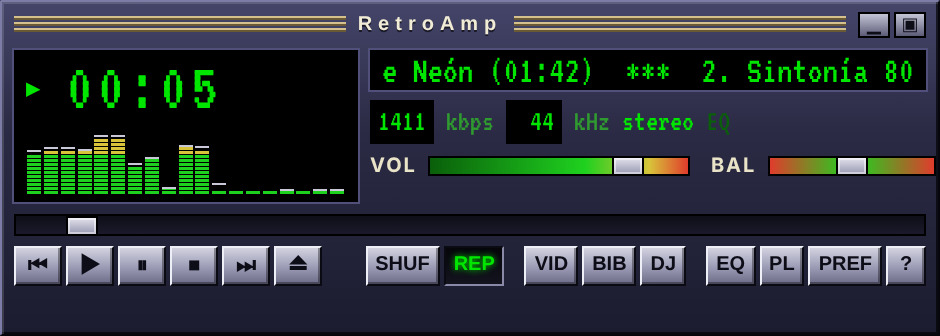 RetroAmp
00:05
e Neón (01:42) *** 2. Sintonía 80
1411 kbps 44 kHz stereo EQ
VOL BAL
SHUF REP VID BIB DJ EQ PL PREF ?